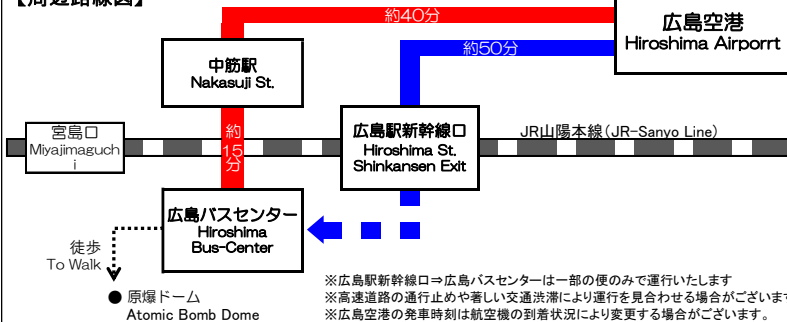 【周辺路線図】
約40分
広島空港
Hiroshima Airporrt
約50分
中筋駅
Nakasuji St.
宮島口
Miyajimaguch
i
約
15
分
広島駅新幹線口
Hiroshima St.
Shinkansen Exit
JR山陽本線(JR-Sanyo Line)
広島バスセンター
Hiroshima
Bus-Center
徒歩
To Walk
● 原爆ドーム
Atomic Bomb Dome
※広島駅新幹線口⇒広島バスセンターは一部の便のみで運行いたします
※高速道路の通行止めや著しい交通渋滞により運行を見合わせる場合がございます
※広島空港の発車時刻は航空機の到着状況により変更する場合がございます。